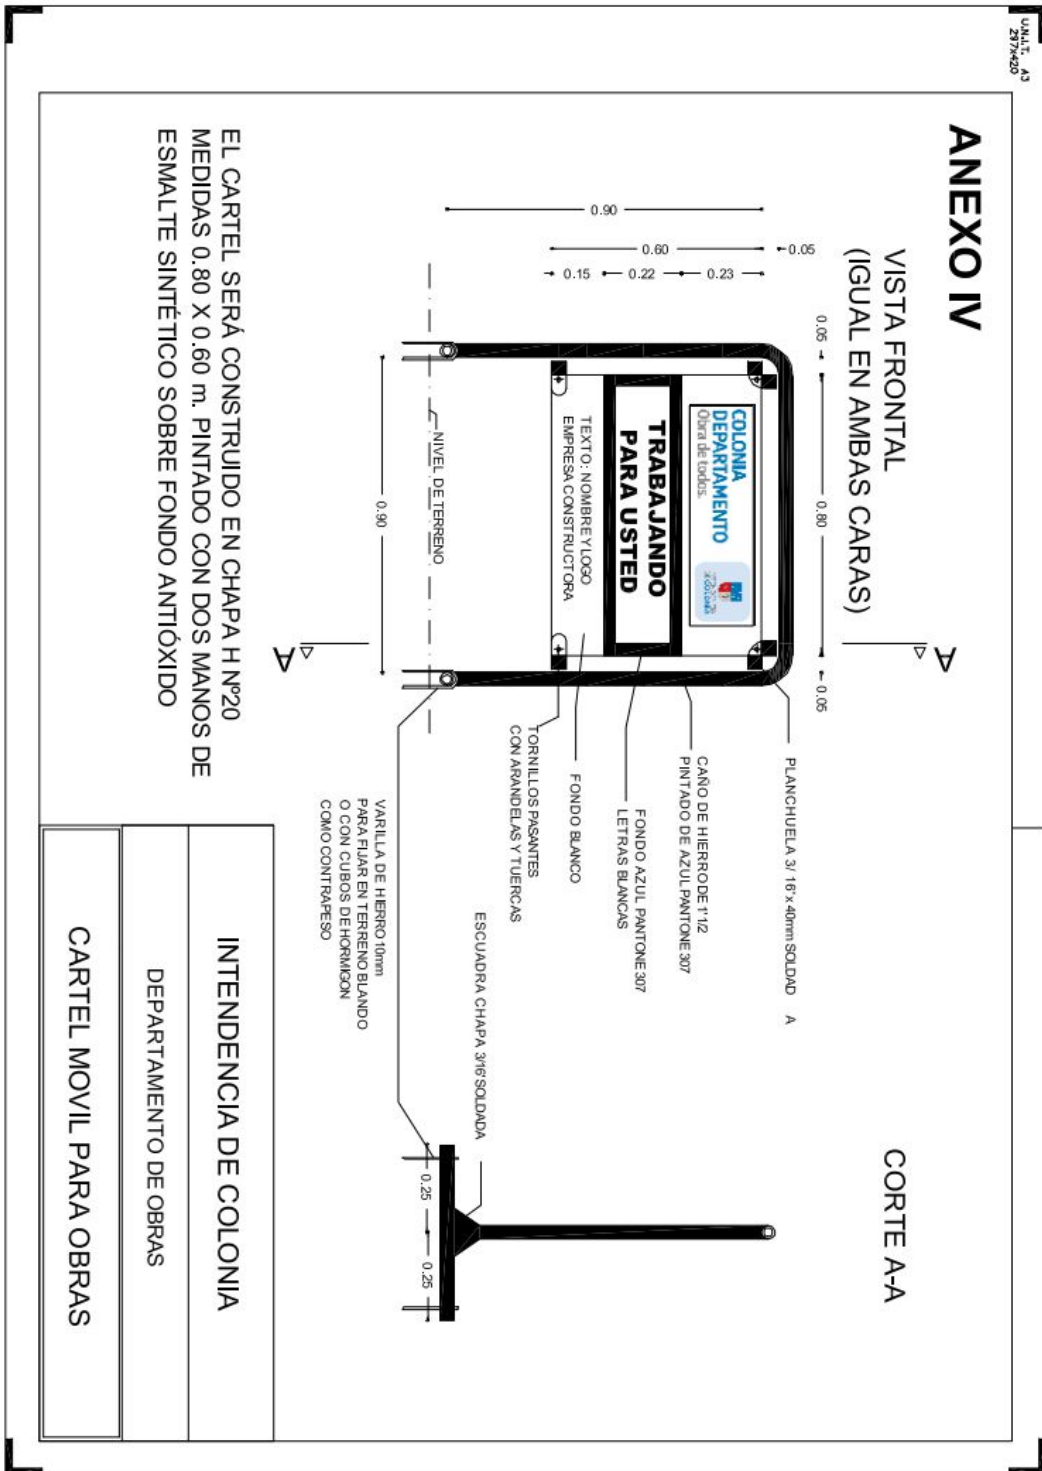 U.N.I.T. A3
297x420
ANEXO IV
VISTA FRONTAL
(IGUAL EN AMBAS CARAS)
CORTE A-A
A
A
0.05
0.80
0.05
0.90
0.60
0.05
0.15
0.22
0.23
COLONIA
DEPARTAMENTO
Obra de todos.
TRABAJANDO
PARA USTED
TEXTO: NOMBRE Y LOGO
EMPRESA CONSTRUCTORA
NIVEL DE TERRENO
0.90
PLANCHUELA 3/16"x 40mm SOLDAD A
CAÑO DE HIERRO DE 1"1/2
PINTADO DE AZUL PANTONE 307
FONDO AZUL PANTONE 307
LETRAS BLANCAS
FONDO BLANCO
TORNILLOS PASANTES
CON ARANDELAS Y TUERCAS
ESCUADRA CHAPA 3/16" SOLDADA
VARILLA DE HIERRO 10mm
PARA FIJAR EN TERRENO BLANDO
O CON CUBOS DE HORMIGON
COMO CONTRAPESO
0.25
0.25
EL CARTEL SERÁ CONSTRUIDO EN CHAPA H Nº20
MEDIDAS 0.80 X 0.60 m. PINTADO CON DOS MANOS DE
ESMALTE SINTÉTICO SOBRE FONDO ANTIÓXIDO
INTENDENCIA DE COLONIA
DEPARTAMENTO DE OBRAS
CARTEL MOVIL PARA OBRAS